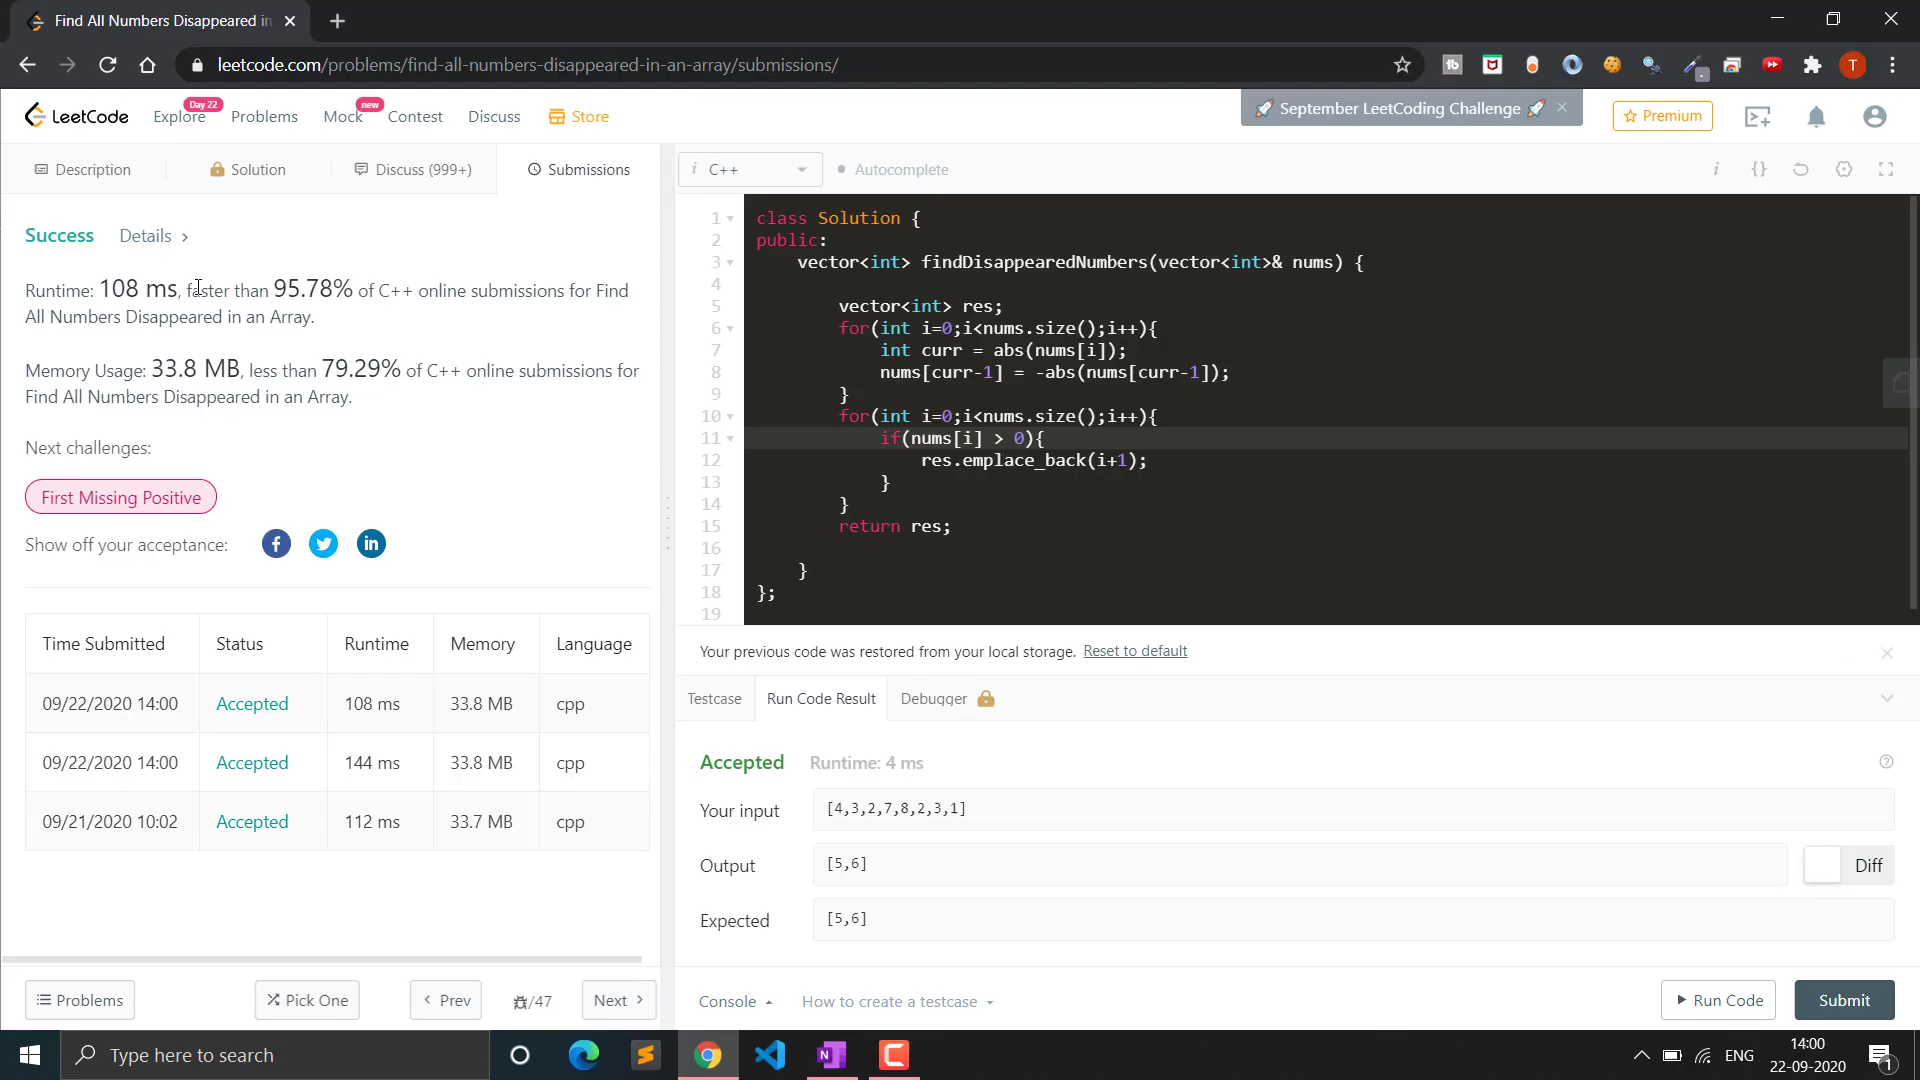 Find All Numbers Disappeared in
leetcode.com/problems/find-all-numbers-disappeared-in-an-array/submissions/
LeetCode
Explore
Day 22
Problems
Mock
new
Contest
Discuss
Store
🚀 September LeetCoding Challenge 🚀
Premium
Description
Solution
Discuss (999+)
Submissions
Success
Details >
Runtime: 108 ms, faster than 95.78% of C++ online submissions for Find
All Numbers Disappeared in an Array.
Memory Usage: 33.8 MB, less than 79.29% of C++ online submissions for
Find All Numbers Disappeared in an Array.
Next challenges:
First Missing Positive
Show off your acceptance:
Time Submitted Status Runtime Memory Language
09/22/2020 14:00 Accepted 108 ms 33.8 MB cpp
09/22/2020 14:00 Accepted 144 ms 33.8 MB cpp
09/21/2020 10:02 Accepted 112 ms 33.7 MB cpp
Problems
Pick One
< Prev
/47
Next >
i C++
Autocomplete
i {}
1 class Solution {
2 public:
3 vector<int> findDisappearedNumbers(vector<int>& nums) {
4
5 vector<int> res;
6 for(int i=0;i<nums.size();i++){
7 int curr = abs(nums[i]);
8 nums[curr-1] = -abs(nums[curr-1]);
9 }
10 for(int i=0;i<nums.size();i++){
11 if(nums[i] > 0){
12 res.emplace_back(i+1);
13 }
14 }
15 return res;
16
17 }
18 };
19
Your previous code was restored from your local storage. Reset to default
Testcase
Run Code Result
Debugger
Accepted Runtime: 4 ms
Your input [4,3,2,7,8,2,3,1]
Output [5,6]
Diff
Expected [5,6]
Console
How to create a testcase
Run Code
Submit
Type here to search
ENG
14:00
22-09-2020
1